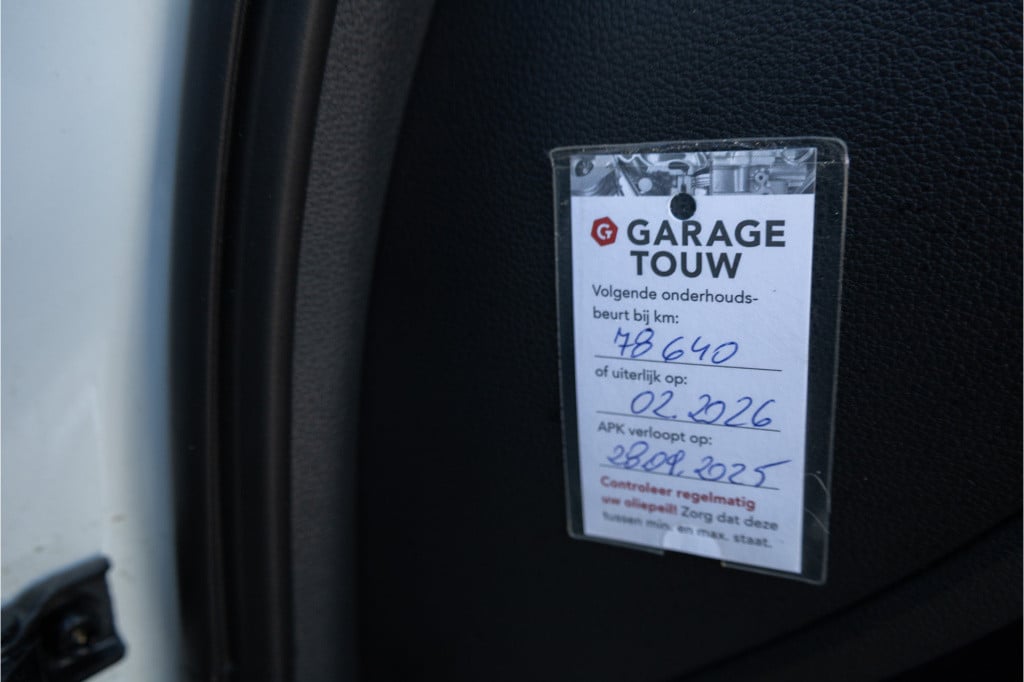 GARAGE
TOUW
Volgende onderhouds-
beurt bij km:
78 640
of uiterlijk op:
02.2026
APK verloopt op:
28.09.2025
Controleer regelmatig
uw oliepeil! Zorg dat deze
tussen min. en max. staat.